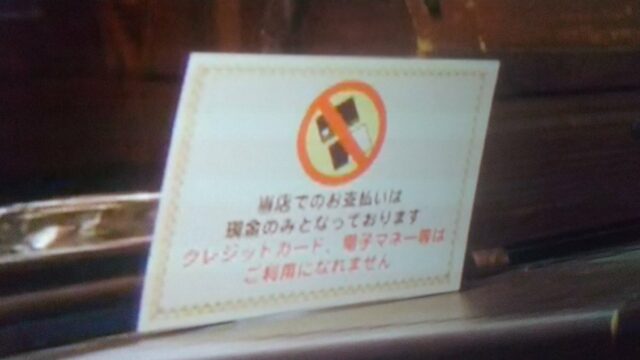 当店でのお支払いは
現金のみとなっております
クレジットカード、電子マネー等は
ご利用になれません